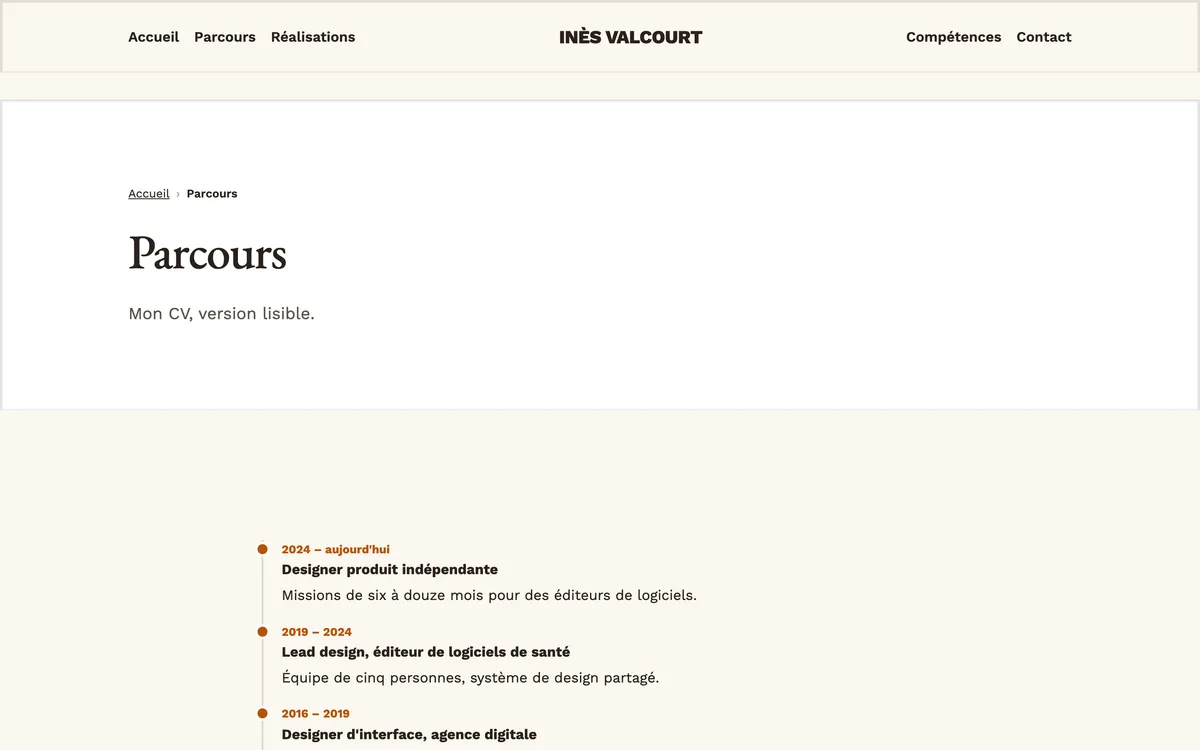 Accueil Parcours Réalisations INÈS VALCOURT Compétences Contact
Accueil › Parcours
Parcours
Mon CV, version lisible.
2024 – aujourd'hui
Designer produit indépendante
Missions de six à douze mois pour des éditeurs de logiciels.
2019 – 2024
Lead design, éditeur de logiciels de santé
Équipe de cinq personnes, système de design partagé.
2016 – 2019
Designer d'interface, agence digitale